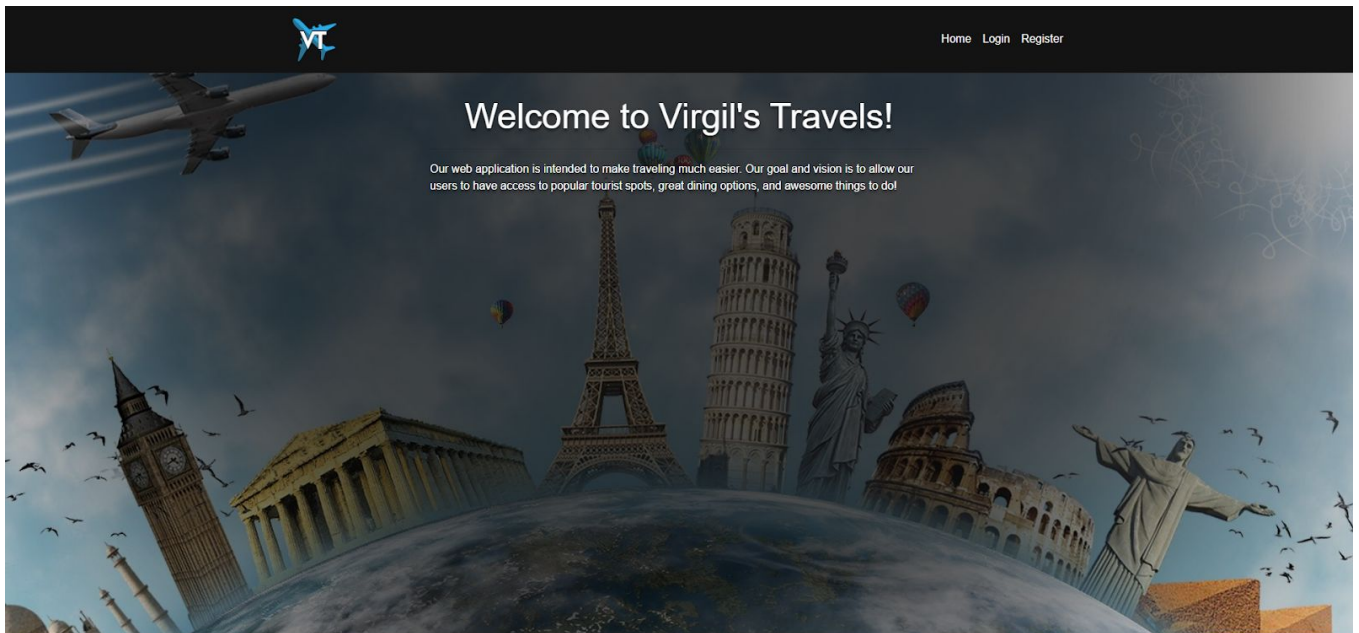 VT
Home Login Register
Welcome to Virgil's Travels!
Our web application is intended to make traveling much easier. Our goal and vision is to allow our
users to have access to popular tourist spots, great dining options, and awesome things to do!